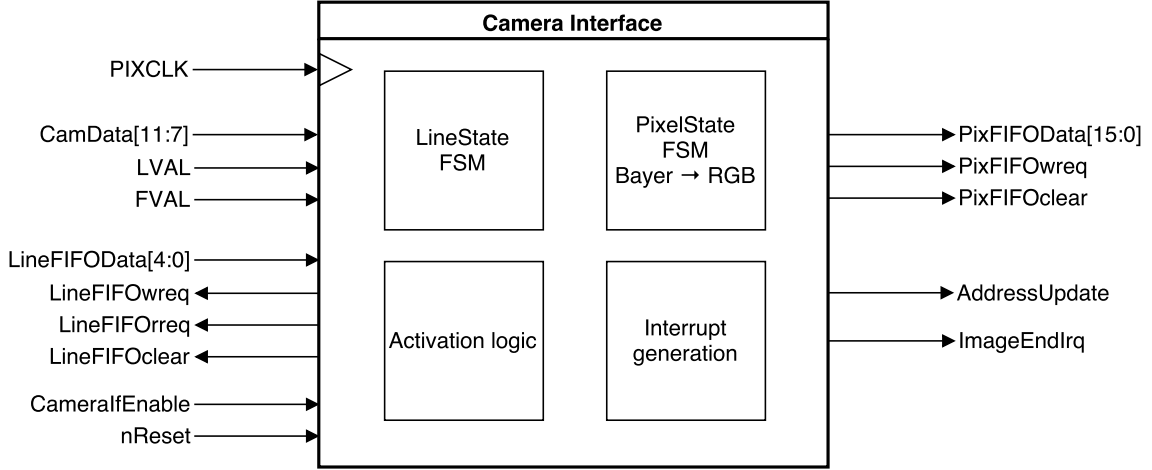 Camera Interface
PIXCLK
CamData[11:7]
LVAL
FVAL
LineFIFOData[4:0]
LineFIFOwreq
LineFIFOrreq
LineFIFOclear
CameraIfEnable
nReset
LineState
FSM
PixelState
FSM
Bayer → RGB
Activation logic
Interrupt
generation
PixFIFOData[15:0]
PixFIFOwreq
PixFIFOclear
AddressUpdate
ImageEndIrq